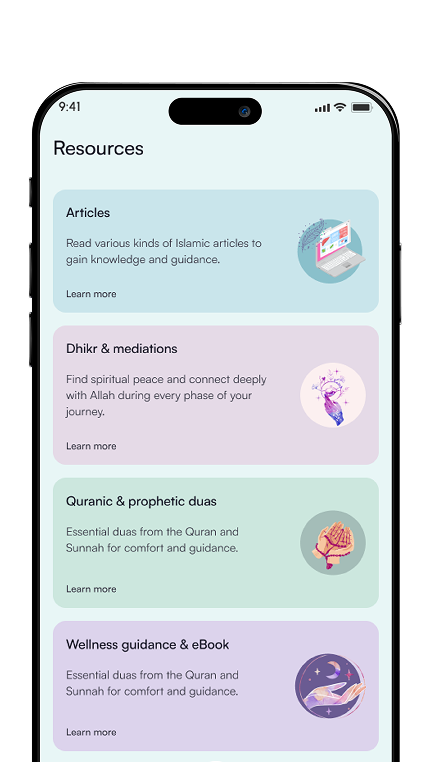 9:41
Resources
Articles
Read various kinds of Islamic articles to
gain knowledge and guidance.
Learn more
Dhikr & mediations
Find spiritual peace and connect deeply
with Allah during every phase of your
journey.
Learn more
Quranic & prophetic duas
Essential duas from the Quran and
Sunnah for comfort and guidance.
Learn more
Wellness guidance & eBook
Essential duas from the Quran and
Sunnah for comfort and guidance.
Learn more